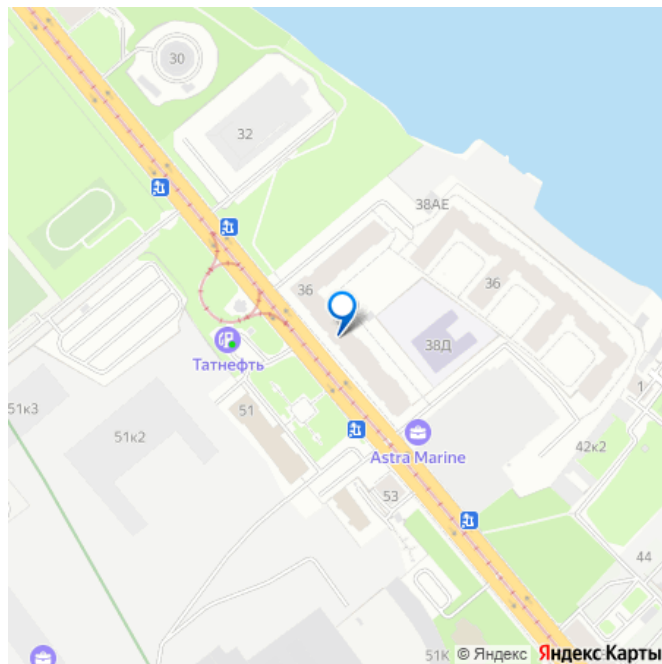 30
32
38АЕ
36
36
38Д
Татнефть
51к3
51
51к2
1
Astra Marine
42к2
53
44
51К
© Яндекс
Яндекс Карты